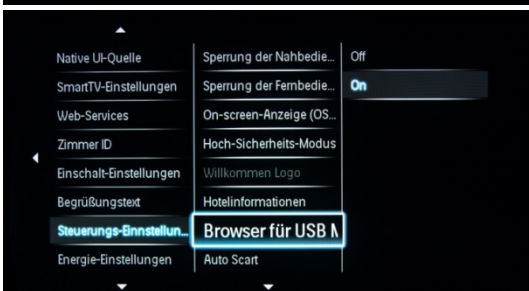 Native UI-Quelle
SmartTV-Einstellungen
Web-Services
Zimmer ID
Einschalt-Einstellungen
Begrüßungstext
Steuerungs-Einnstellun...
Energie-Einstellungen
Sperrung der Nahbedie...
Sperrung der Fernbedie...
On-screen-Anzeige (OS...
Hoch-Sicherheits-Modus
Willkommen Logo
Hotelinformationen
Browser für USB M
Auto Scart
Off
On